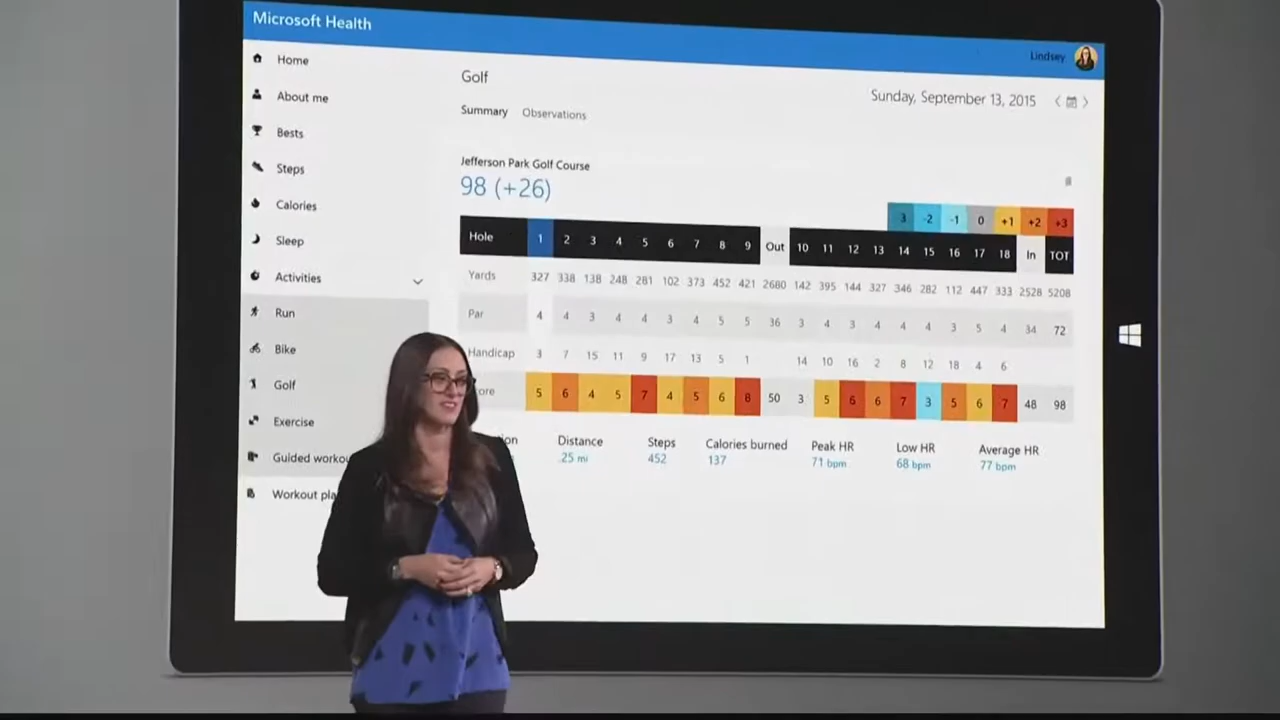 Microsoft Health
Lindsey
Home
About me
Bests
Steps
Calories
Sleep
Activities
Run
Bike
Golf
Exercise
Guided workou
Workout pla
Golf
Sunday, September 13, 2015
Summary Observations
Jefferson Park Golf Course
98 (+26)
3 -2 -1 0 +1 +2 +3
Hole 1 2 3 4 5 6 7 8 9 Out 10 11 12 13 14 15 16 17 18 In TOT
Yards 327 338 138 248 281 102 373 452 421 2680 142 395 144 327 346 282 112 447 333 2528 5208
Par 4 4 3 4 4 3 4 5 5 36 3 4 3 4 4 4 3 5 4 34 72
Handicap 3 7 15 11 9 17 13 5 1 14 10 16 2 8 12 18 4 6
ore 5 6 4 5 7 4 5 6 8 50 3 5 6 6 7 3 5 6 7 48 98
ion Distance Steps Calories burned Peak HR Low HR Average HR
.25 mi 452 137 71 bpm 68 bpm 77 bpm